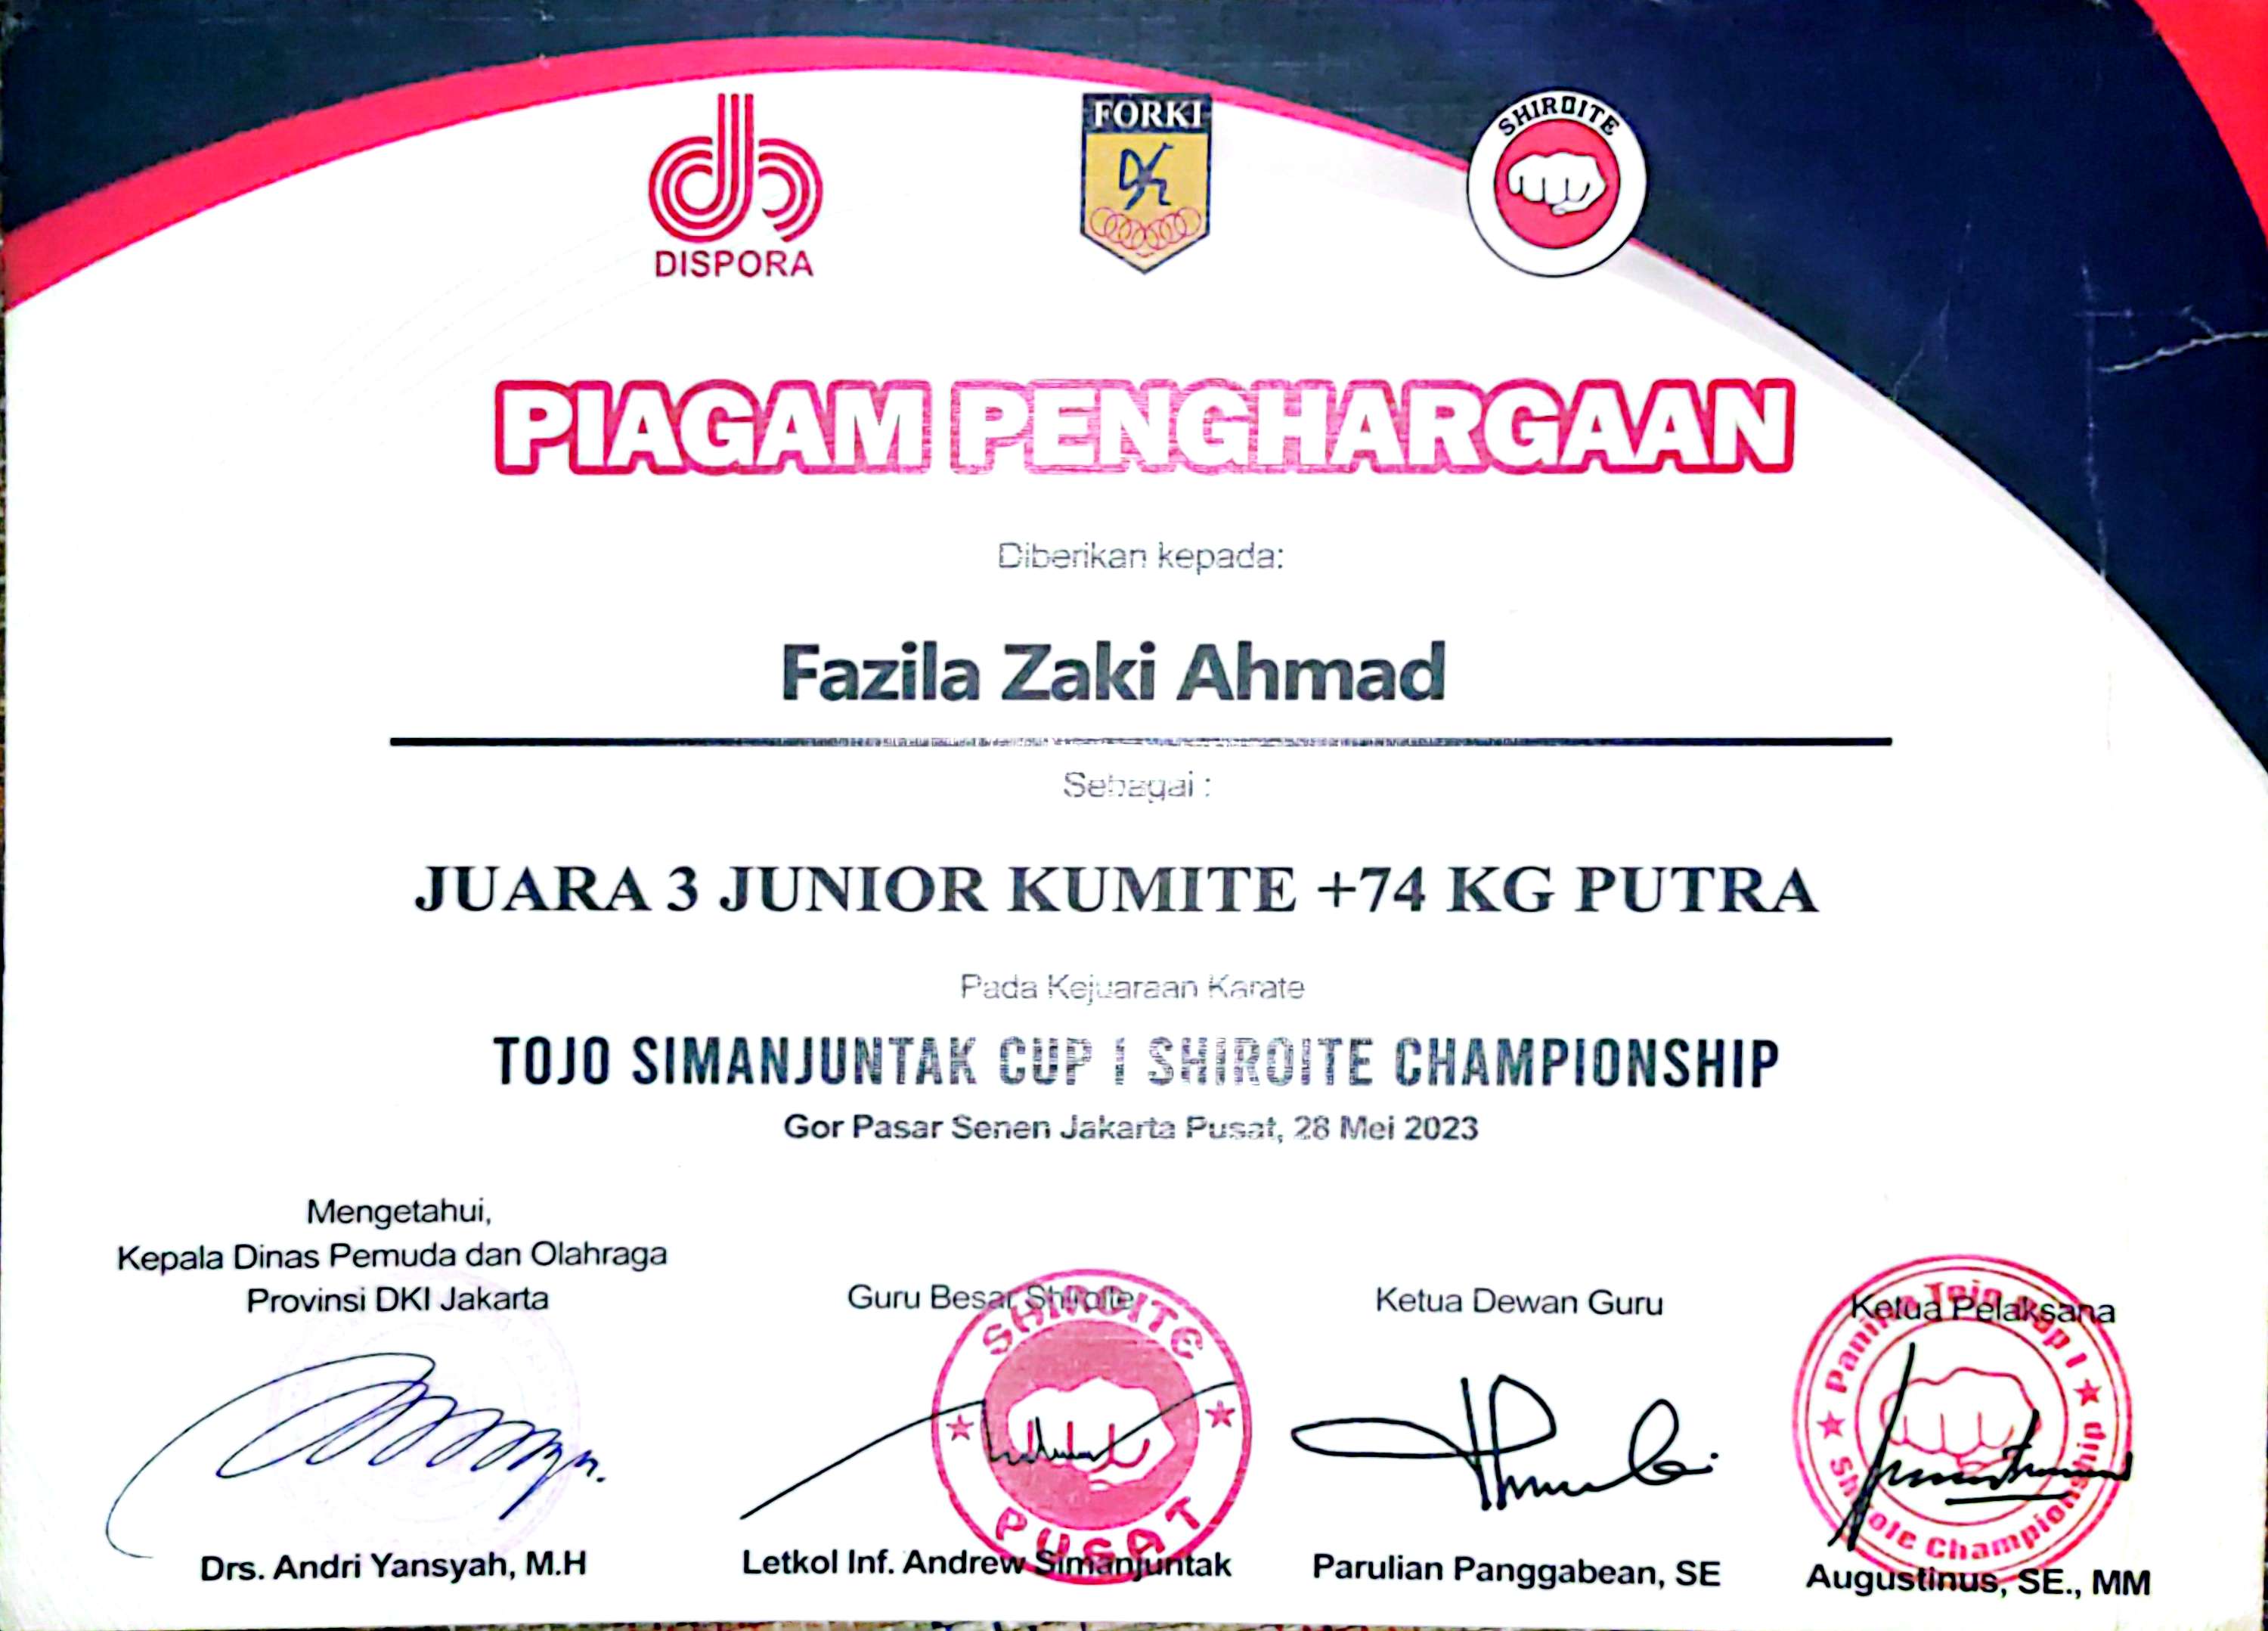 DISPORA
FORKI
SHIROITE
PIAGAM PENGHARGAAN
Diberikan kepada:
Fazila Zaki Ahmad
Sebagai :
JUARA 3 JUNIOR KUMITE +74 KG PUTRA
Pada Kejuaraan Karate
TOJO SIMANJUNTAK CUP I SHIROITE CHAMPIONSHIP
Gor Pasar Senen Jakarta Pusat, 28 Mei 2023
Mengetahui,
Kepala Dinas Pemuda dan Olahraga
Provinsi DKI Jakarta
Drs. Andri Yansyah, M.H
Guru Besar Shiroite
SHIROITE
PUSAT
Letkol Inf. Andrew Simanjuntak
Ketua Dewan Guru
Parulian Panggabean, SE
Ketua Pelaksana
Championship
Augustinus, SE., MM